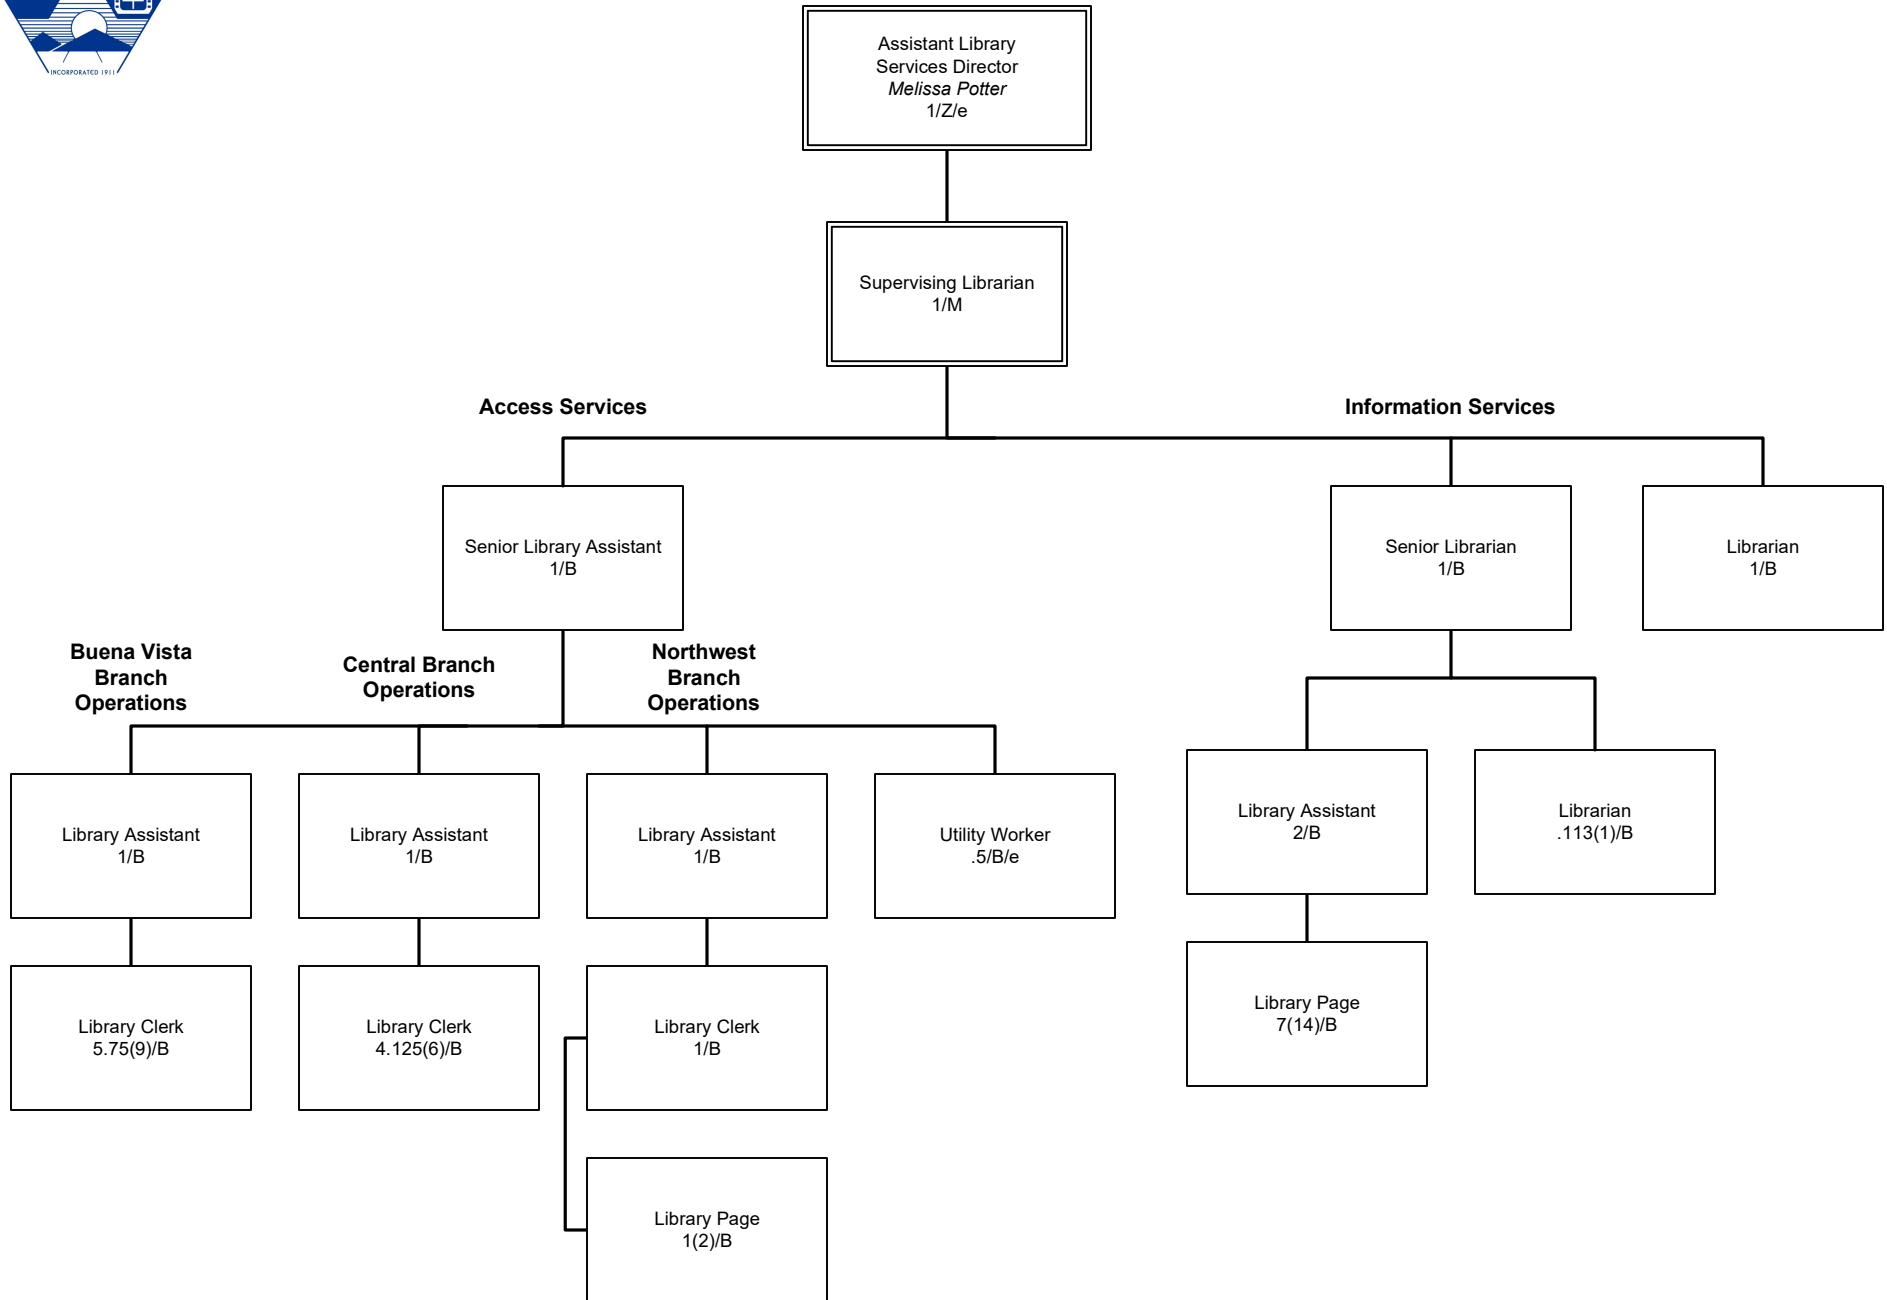 INCORPORATED 1911
Assistant Library
Services Director
Melissa Potter
1/Z/e
Supervising Librarian
1/M
Access Services
Information Services
Senior Library Assistant
1/B
Senior Librarian
1/B
Librarian
1/B
Buena Vista
Branch
Operations
Central Branch
Operations
Northwest
Branch
Operations
Library Assistant
1/B
Library Assistant
1/B
Library Assistant
1/B
Utility Worker
.5/B/e
Library Assistant
2/B
Librarian
.113(1)/B
Library Clerk
5.75(9)/B
Library Clerk
4.125(6)/B
Library Clerk
1/B
Library Page
7(14)/B
Library Page
1(2)/B